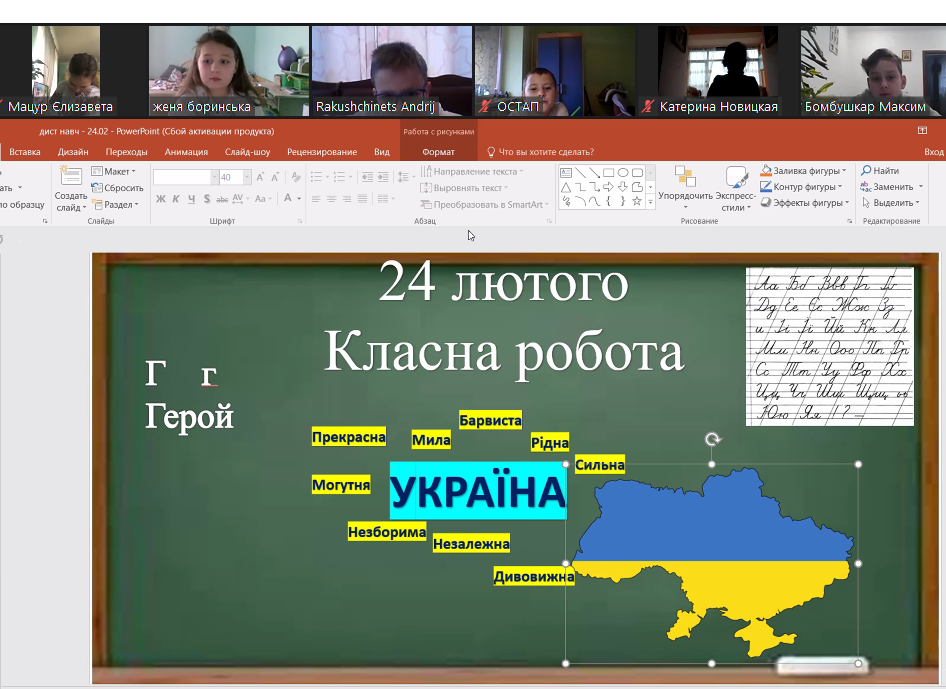 Мацур Єлизавета
женя боринська
Rakushchinets Andrij
ОСТАП
Катерина Новицкая
Бомбушкар Максим
дист навч - 24.02 - PowerPoint (Сбой активации продукта)
Работа с рисунками
Вставка Дизайн Переходы Анимация Слайд-шоу Рецензирование Вид Формат Что вы хотите сделать? Вход
Создать слайд
Макет
Сбросить
Раздел
40
Ж К Ч S abc AV Aa А
Направление текста
Выровнять текст
Преобразовать в SmartArt
Упорядочить
Экспресс-стили
Заливка фигуры
Контур фигуры
Эффекты фигуры
Найти
Заменить
Выделить
по образцу
Слайды Шрифт Абзац Рисование Редактирование
24 лютого
Класна робота
Г г
Герой
Аа Бб Ввв Гг Ґґ
Дд Ее Єє Жж Зз
и Іі Її Йй Кк Лл
Мм Нн Ооо Пп Рр
Сс Тт Уу Фф Хх
Цц Чч Шш Щщ ь
Юю Яя ! ? —
Барвиста
Прекрасна
Мила
Рідна
Сильна
Могутня
УКРАЇНА
Незборима
Незалежна
Дивовижна